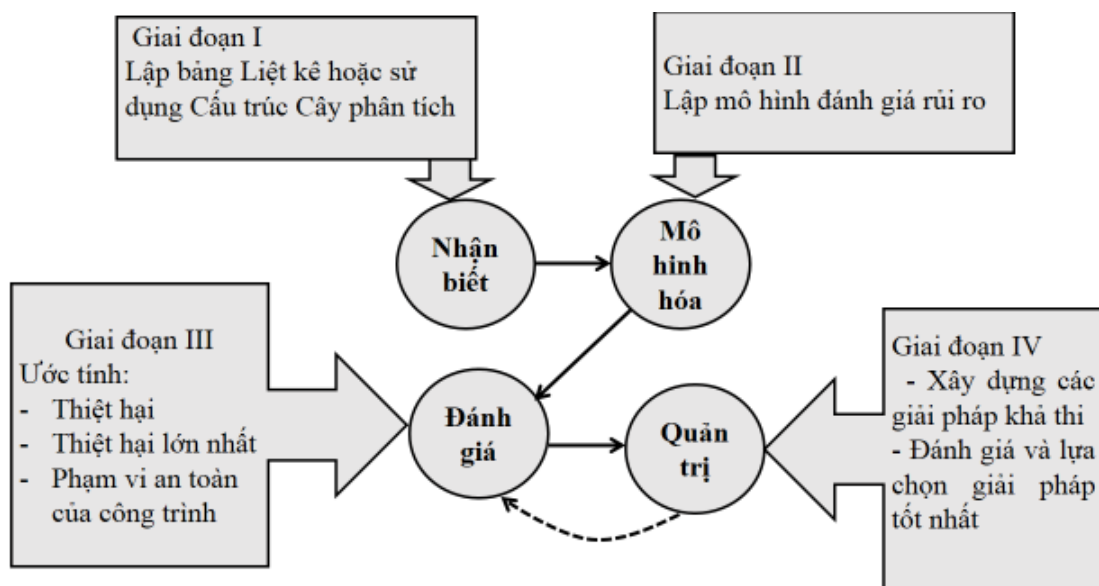 Giai đoạn I
Lập bảng Liệt kê hoặc sử
dụng Cấu trúc Cây phân tích
Giai đoạn II
Lập mô hình đánh giá rủi ro
Nhận
biết
Mô
hinh
hóa
Giai đoạn III
Ước tính:
- Thiệt hại
- Thiệt hại lớn nhất
- Phạm vi an toàn
của công trình
Đánh
giá
Quản
trị
Giai đoạn IV
- Xây dựng các
giải pháp khả thi
- Đánh giá và lựa
chọn giải pháp
tốt nhất